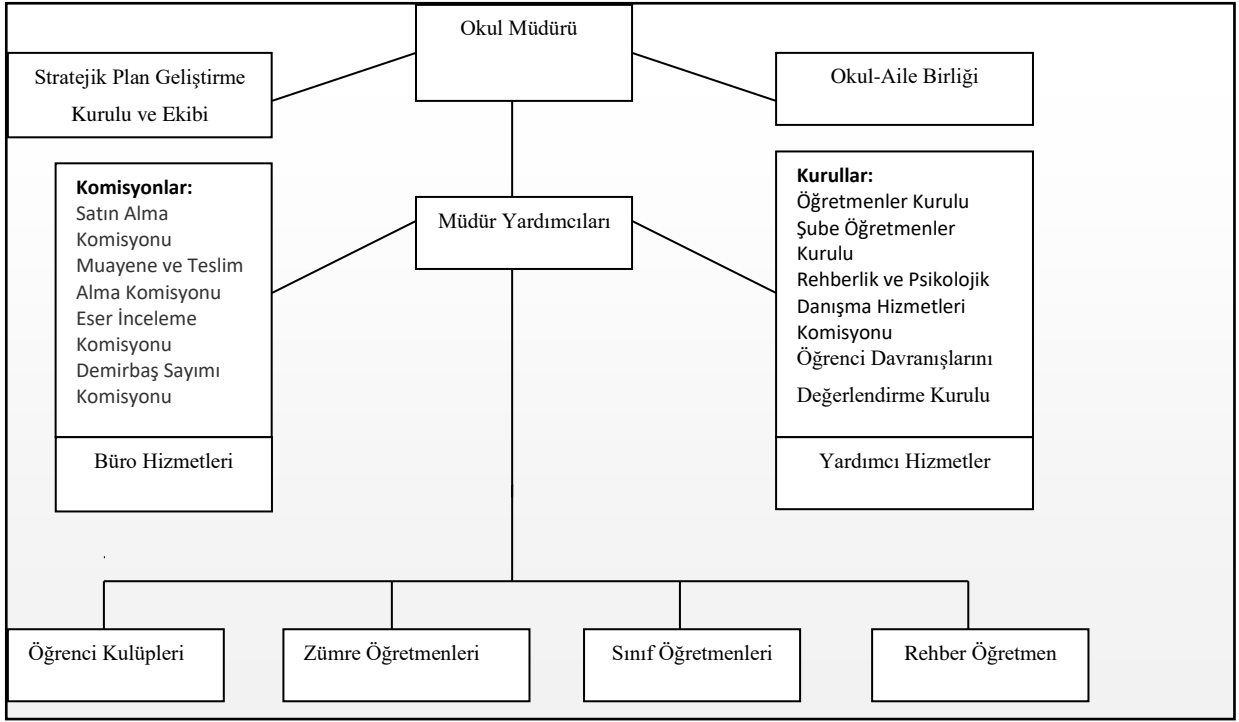 Okul Müdürü
Stratejik Plan Geliştirme
Kurulu ve Ekibi
Okul-Aile Birliği
Komisyonlar:
Satın Alma
Komisyonu
Muayene ve Teslim
Alma Komisyonu
Eser İnceleme
Komisyonu
Demirbaş Sayımı
Komisyonu
Müdür Yardımcıları
Kurullar:
Öğretmenler Kurulu
Şube Öğretmenler
Kurulu
Rehberlik ve Psikolojik
Danışma Hizmetleri
Komisyonu
Öğrenci Davranışlarını
Değerlendirme Kurulu
Büro Hizmetleri
Yardımcı Hizmetler
Öğrenci Kulüpleri
Zümre Öğretmenleri
Sınıf Öğretmenleri
Rehber Öğretmen